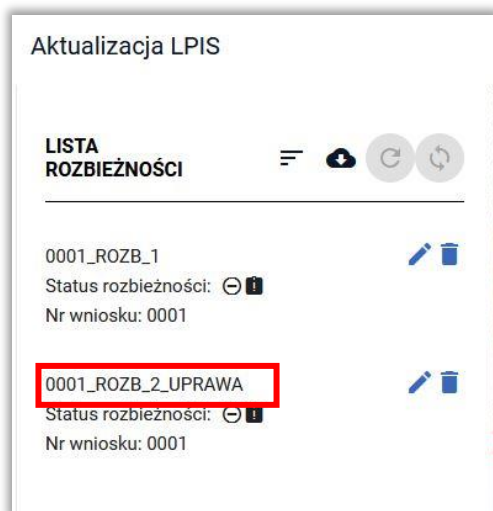 Aktualizacja LPIS
LISTA
ROZBIEŻNOŚCI
0001_ROZB_1
Status rozbieżności:
Nr wniosku: 0001
0001_ROZB_2_UPRAWA
Status rozbieżności:
Nr wniosku: 0001